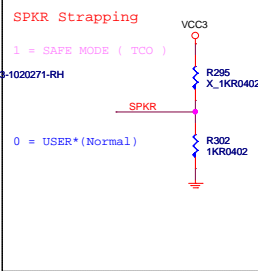 SPKR Strapping
VCC3
1 = SAFE MODE ( TCO )
3-1020271-RH
R295
X_1KR0402
SPKR
0 = USER*(Normal)
R302
1KR0402